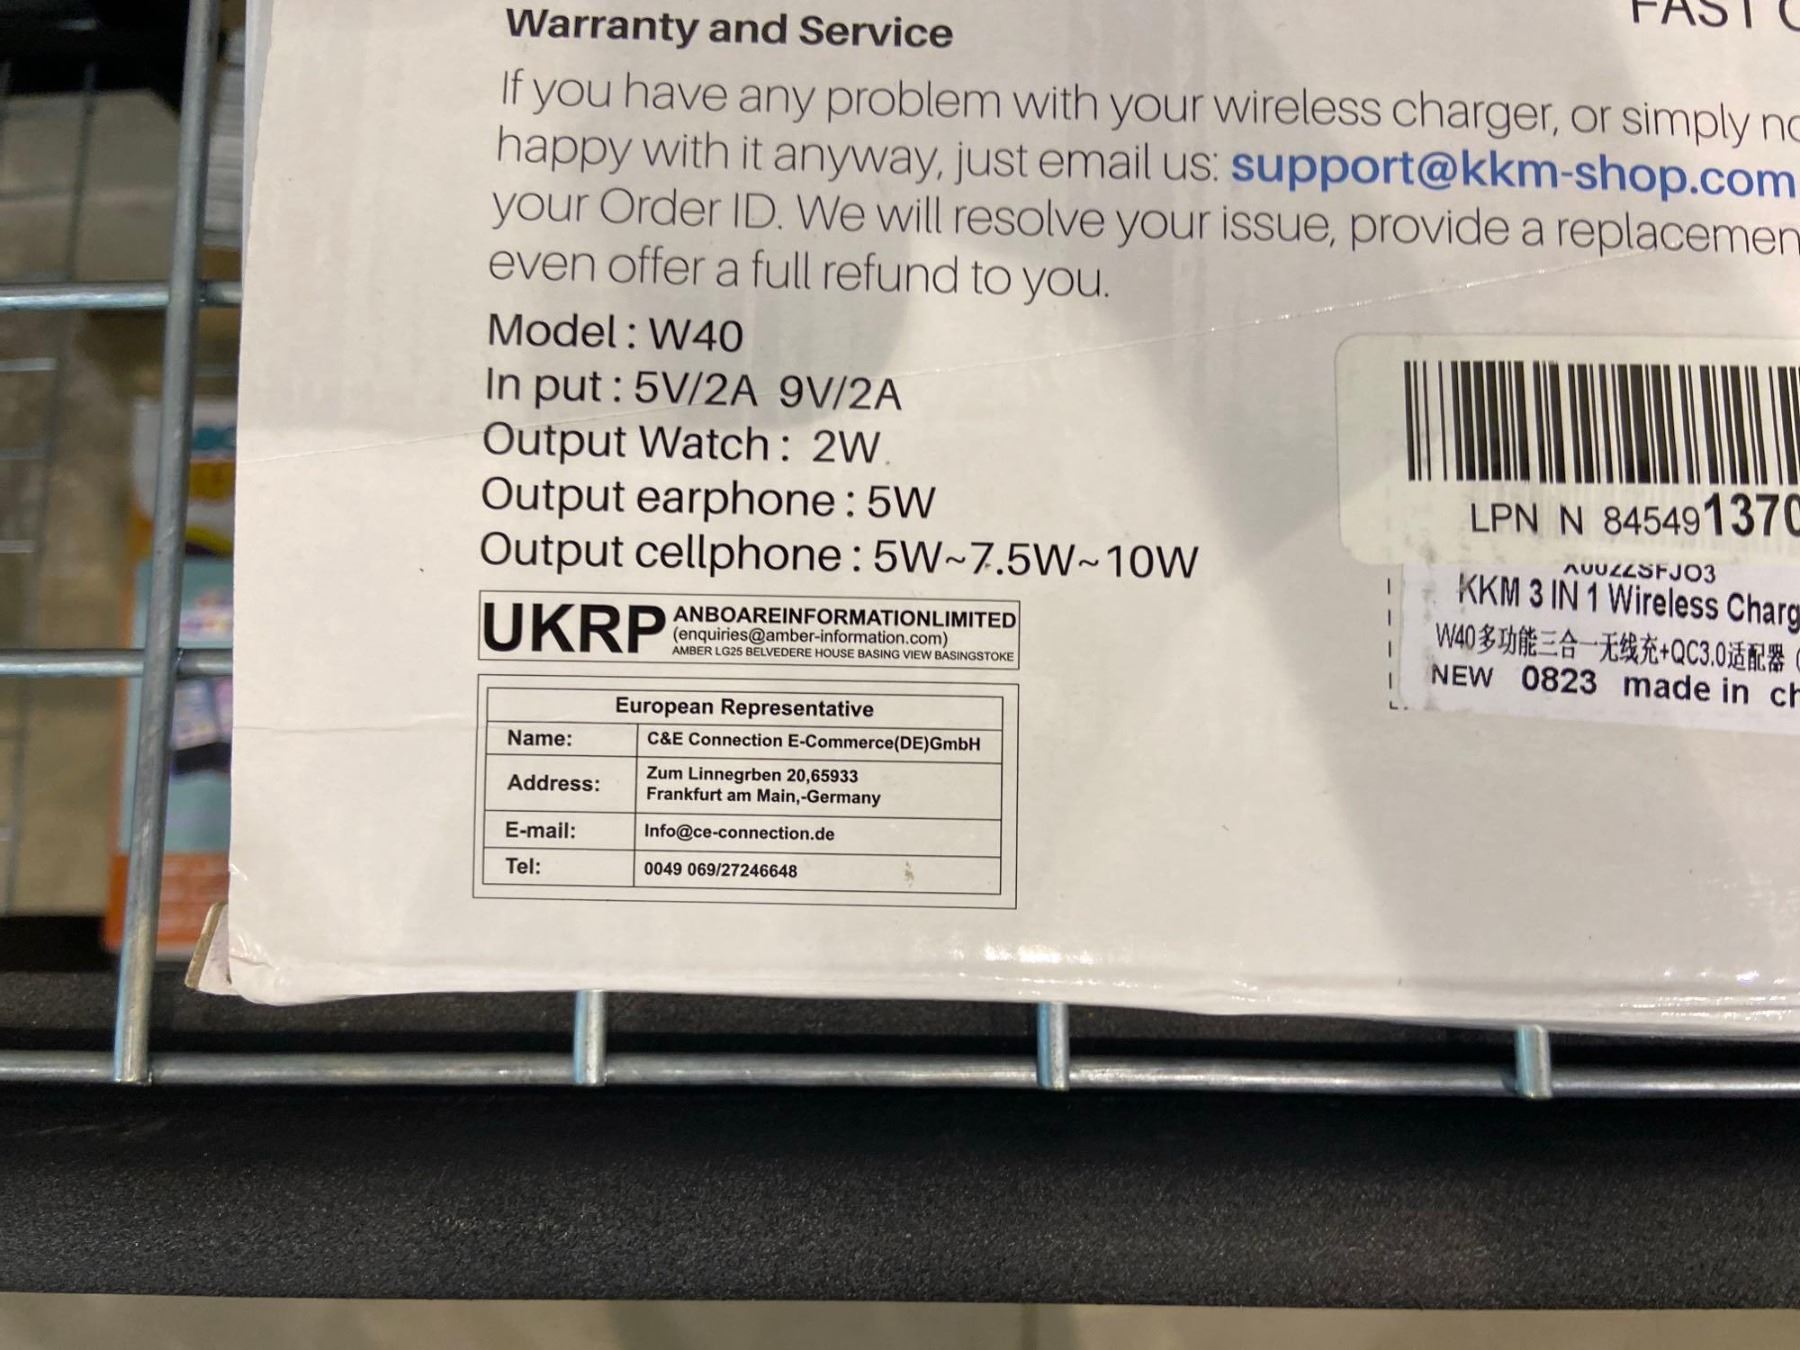 FAST
Warranty and Service
If you have any problem with your wireless charger, or simply
happy with it anyway, just email us: support@kkm-shop.com
your Order ID. We will resolve your issue, provide a replacemen
even offer a full refund to you.
Model : W40
In put : 5V/2A 9V/2A
Output Watch : 2W.
Output earphone : 5W
Output cellphone : 5W~7.5W~10W
UKRP
ANBOAREINFORMATIONLIMITED
(enquiries@amber-information.com)
AMBER LG25 BELVEDERE HOUSE BASING VIEW BASINGSTOKE
European Representative
Name: C&E Connection E-Commerce(DE)GmbH
Address: Zum Linnegrben 20,65933
Frankfurt am Main,-Germany
E-mail: Info@ce-connection.de
Tel: 0049 069/27246648
LPN N 845491370
X0022SFJO3
KKM 3 IN 1 Wireless Charg
W40多功能三合一无线充+QC3.0适配器（
NEW 0823 made in ch